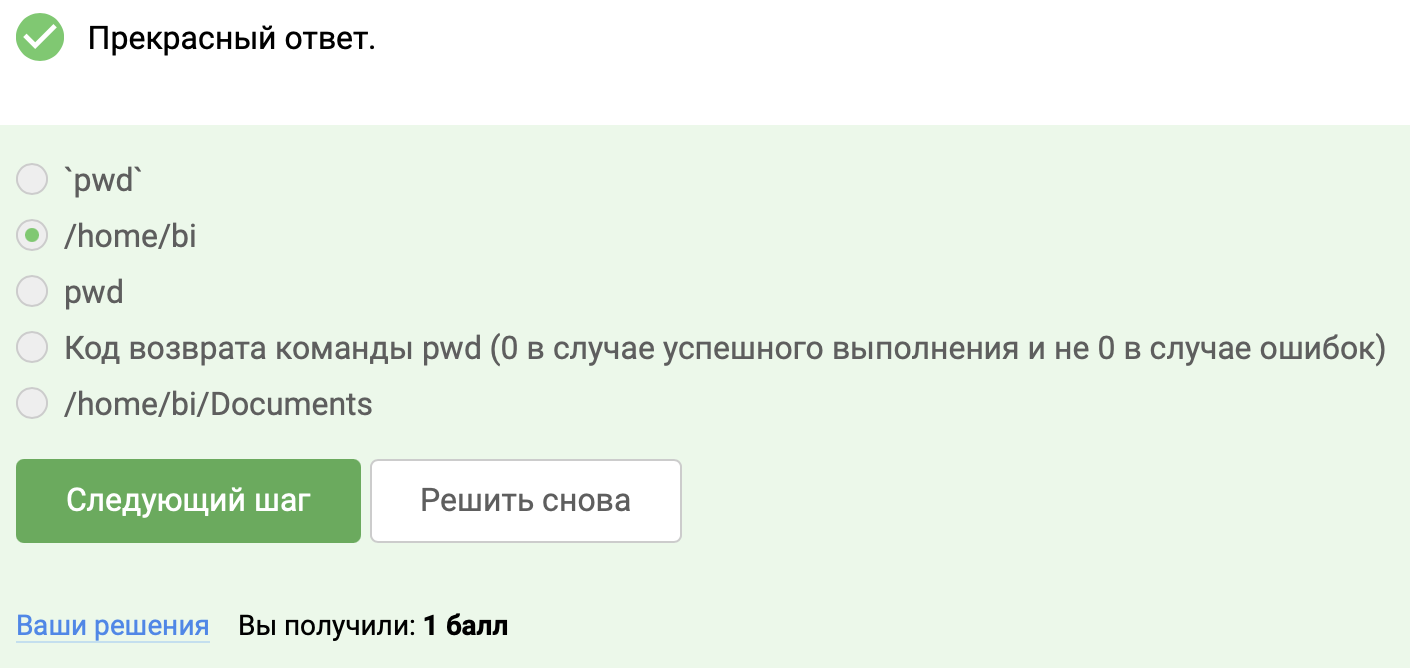 Прекрасный ответ.
`pwd`
/home/bi
pwd
Код возврата команды pwd (0 в случае успешного выполнения и не 0 в случае ошибок)
/home/bi/Documents
Следующий шаг Решить снова
Ваши решения Вы получили: 1 балл